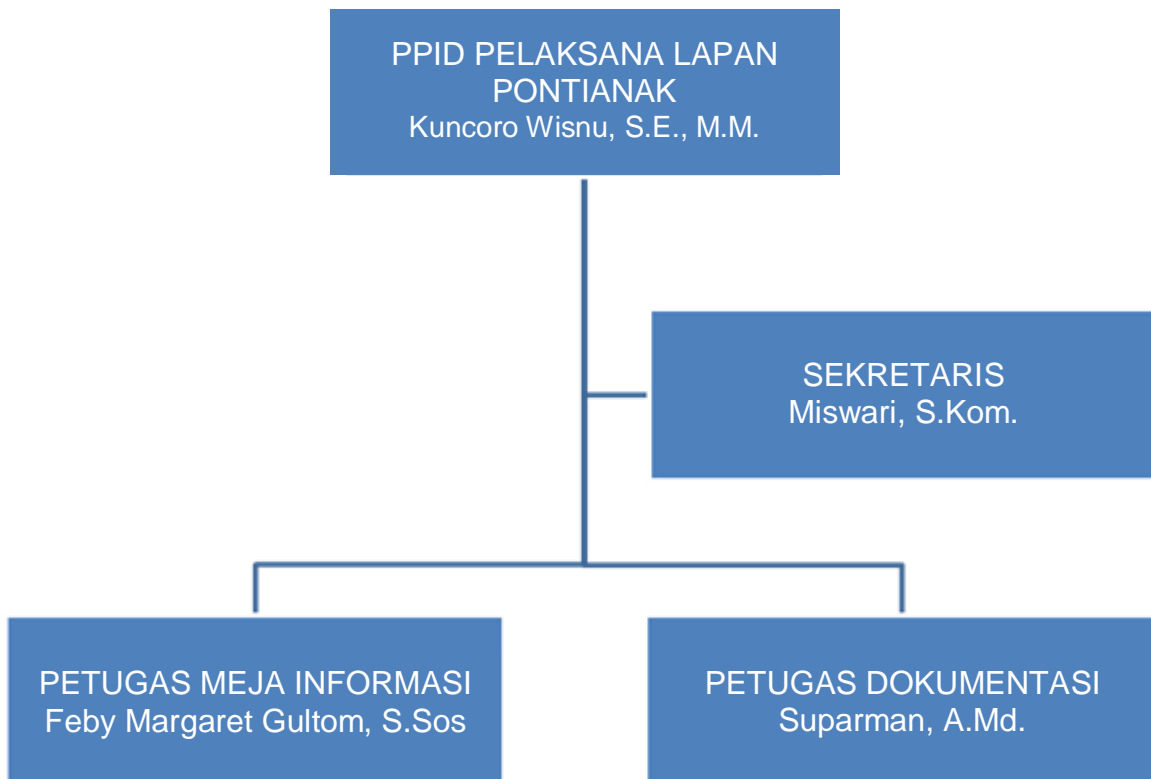 PPID PELAKSANA LAPAN
PONTIANAK
Kuncoro Wisnu, S.E., M.M.
SEKRETARIS
Miswari, S.Kom.
PETUGAS MEJA INFORMASI
Feby Margaret Gultom, S.Sos
PETUGAS DOKUMENTASI
Suparman, A.Md.